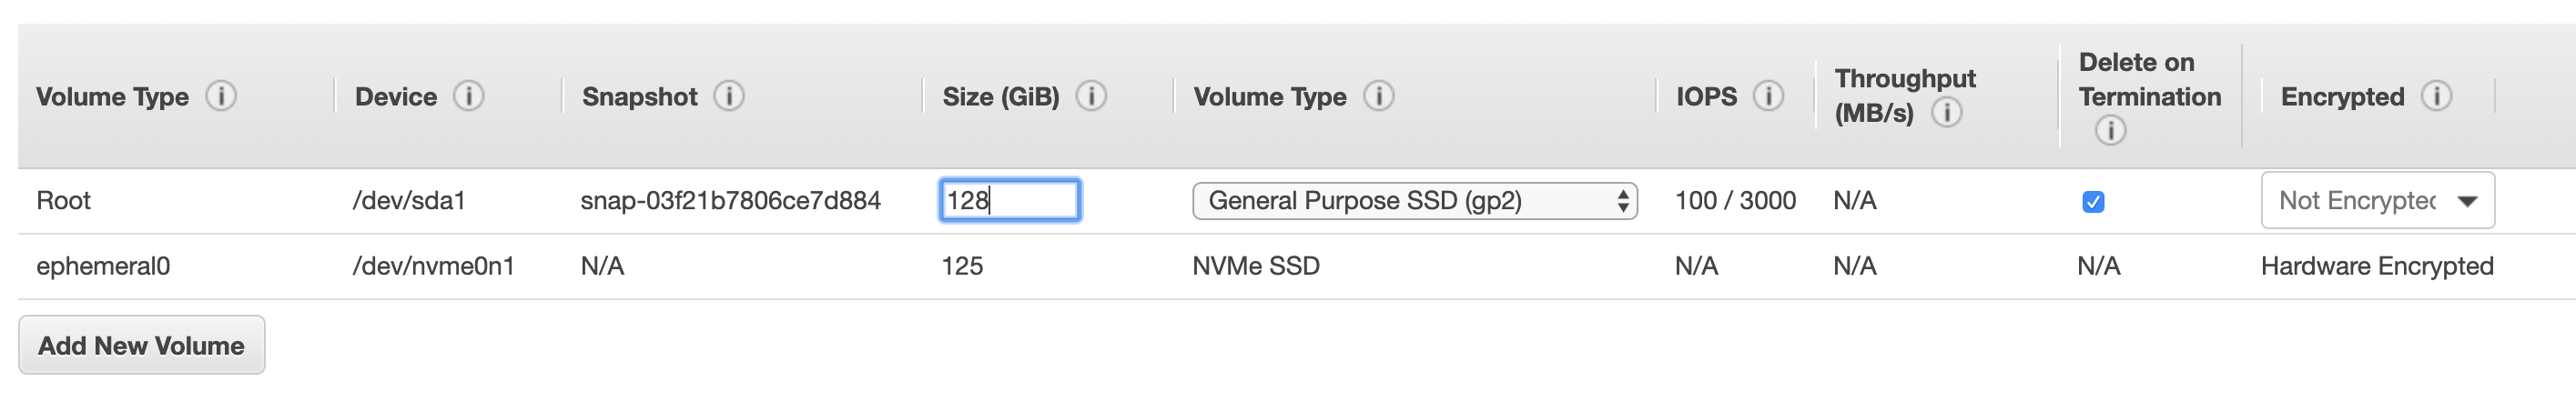 Volume Type Device Snapshot Size (GiB) Volume Type IOPS Throughput (MB/s) Delete on Termination Encrypted
Root /dev/sda1 snap-03f21b7806ce7d884 128 General Purpose SSD (gp2) 100 / 3000 N/A Not Encrypted
ephemeral0 /dev/nvme0n1 N/A 125 NVMe SSD N/A N/A N/A Hardware Encrypted
Add New Volume